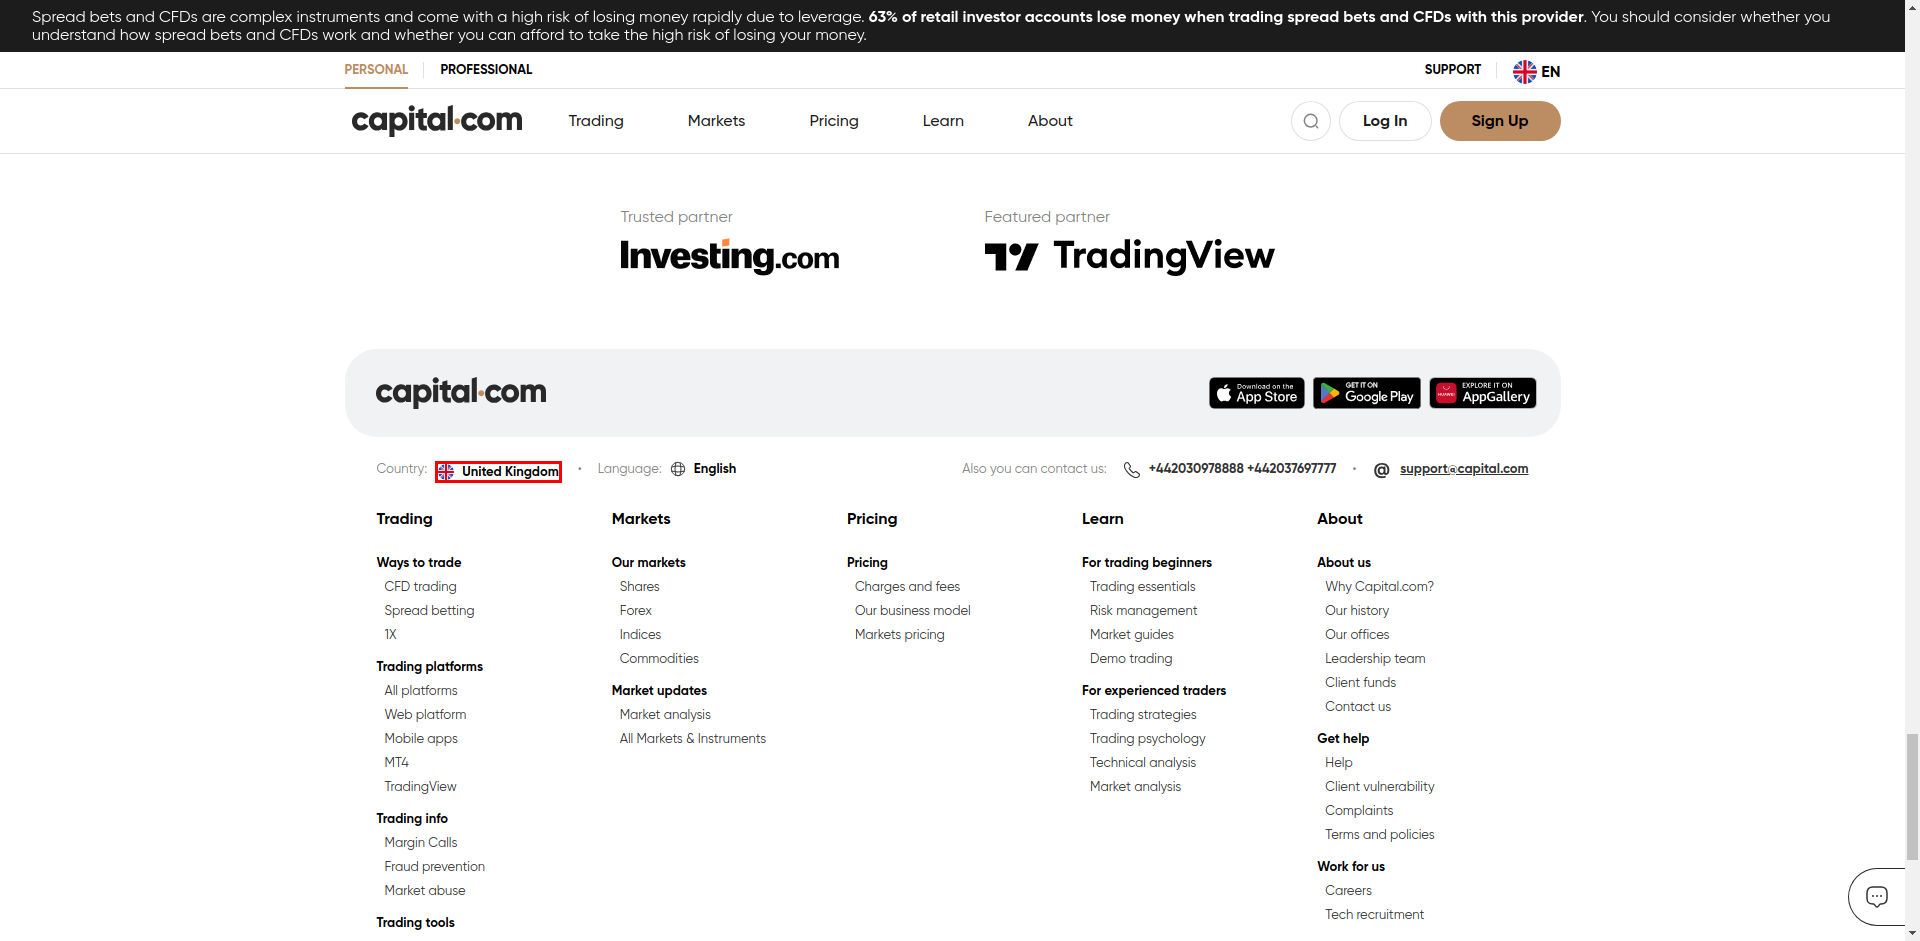 Spread bets and CFDs are complex instruments and come with a high risk of losing money rapidly due to leverage. 63% of retail investor accounts lose money when trading spread bets and CFDs with this provider. You should consider whether you
understand how spread bets and CFDs work and whether you can afford to take the high risk of losing your money.
PERSONAL PROFESSIONAL SUPPORT EN
capital.com Trading Markets Pricing Learn About Log In Sign Up
Trusted partner Featured partner
Investing.com TradingView
capital.com
Download on the App Store
GET IT ON Google Play
HUAWEI EXPLORE IT ON AppGallery
Country: United Kingdom • Language: English Also you can contact us: +442030978888 +442037697777 • @ support@capital.com
Trading
Ways to trade
CFD trading
Spread betting
1X
Trading platforms
All platforms
Web platform
Mobile apps
MT4
TradingView
Trading info
Margin Calls
Fraud prevention
Market abuse
Trading tools
Markets
Our markets
Shares
Forex
Indices
Commodities
Market updates
Market analysis
All Markets & Instruments
Pricing
Pricing
Charges and fees
Our business model
Markets pricing
Learn
For trading beginners
Trading essentials
Risk management
Market guides
Demo trading
For experienced traders
Trading strategies
Trading psychology
Technical analysis
Market analysis
About
About us
Why Capital.com?
Our history
Our offices
Leadership team
Client funds
Contact us
Get help
Help
Client vulnerability
Complaints
Terms and policies
Work for us
Careers
Tech recruitment